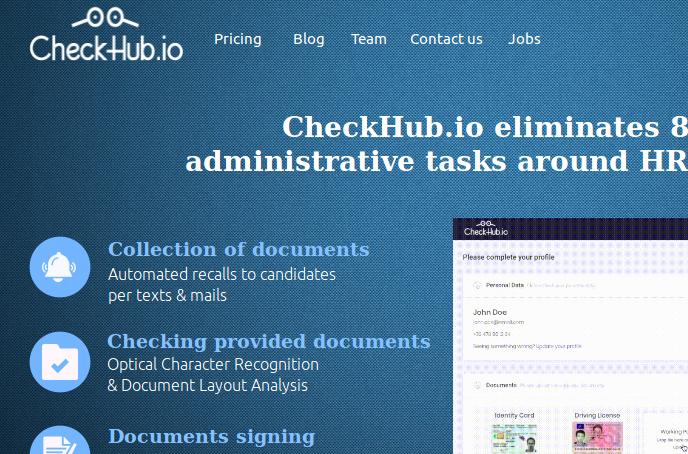 CheckHub.io
Pricing Blog Team Contact us Jobs
CheckHub.io eliminates 8
administrative tasks around HR
Collection of documents
Automated recalls to candidates
per texts & mails
Checking provided documents
Optical Character Recognition
& Document Layout Analysis
Documents signing
CheckHub.io
Please complete your profile
Personal Data
John Doe
Seeing something wrong? Update your profile
Documents
Identity Card
Driving License
Working P